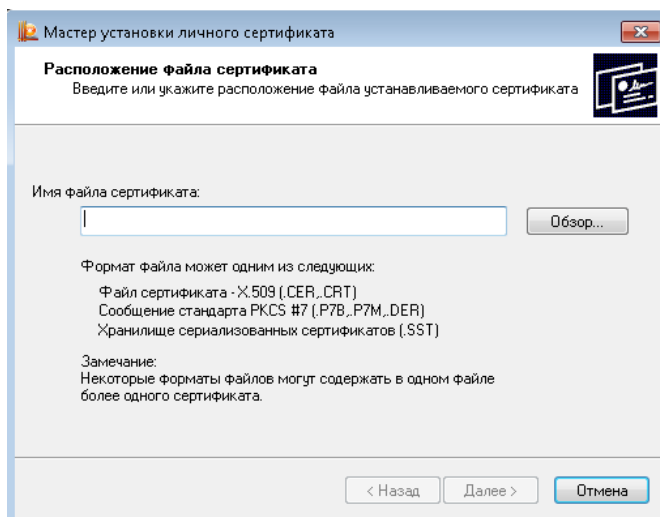 Мастер установки личного сертификата
Расположение файла сертификата
Введите или укажите расположение файла устанавливаемого сертификата
Имя файла сертификата:
Обзор...
Формат файла может одним из следующих:
Файл сертификата - X.509 (.CER,.CRT)
Сообщение стандарта PKCS #7 (.P7B,.P7M,.DER)
Хранилище сериализованных сертификатов (.SST)
Замечание:
Некоторые форматы файлов могут содержать в одном файле
более одного сертификата.
< Назад
Далее >
Отмена